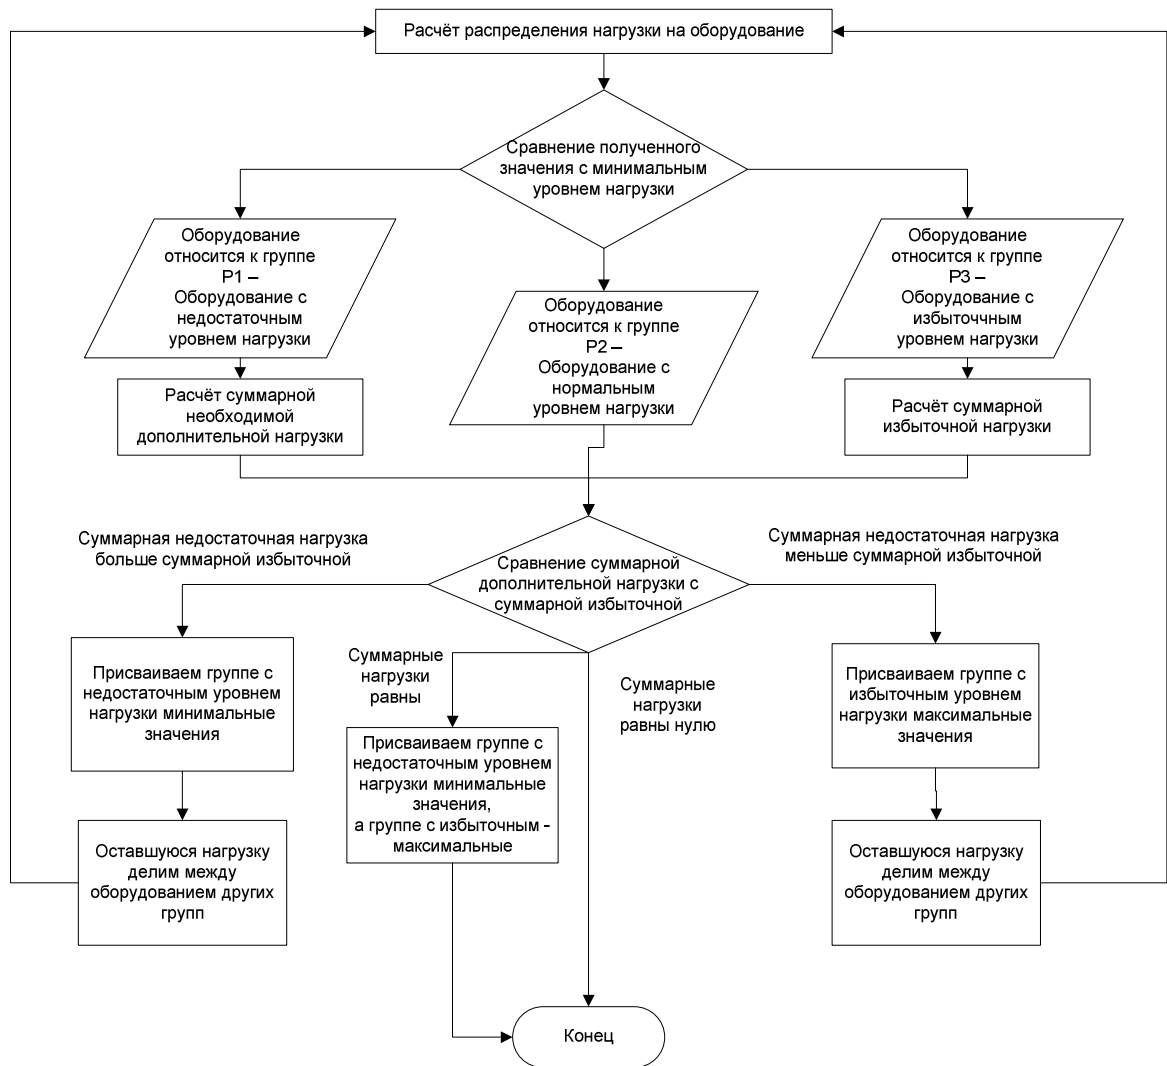 Расчёт распределения нагрузки на оборудование
Сравнение полученного
значения с минимальным
уровнем нагрузки
Оборудование
относится к группе
P1 –
Оборудование с
недостаточным
уровнем нагрузки
Оборудование
относится к группе
P2 –
Оборудование с
нормальным
уровнем нагрузки
Оборудование
относится к группе
P3 –
Оборудование с
избыточчным
уровнем нагрузки
Расчёт суммарной
необходимой
дополнительной нагрузки
Расчёт суммарной
избыточной нагрузки
Суммарная недостаточная нагрузка
больше суммарной избыточной
Сравнение суммарной
дополнительной нагрузки с
суммарной избыточной
Суммарная недостаточная нагрузка
меньше суммарной избыточной
Присваиваем группе с
недостаточным уровнем
нагрузки минимальные
значения
Суммарные
нагрузки
равны
Суммарные
нагрузки
равны нулю
Присваиваем группе с
избыточным уровнем
нагрузки максимальные
значения
Присваиваем группе с
недостаточным уровнем
нагрузки минимальные
значения,
а группе с избыточным -
максимальные
Оставшуюся нагрузку
делим между
оборудованием других
групп
Оставшуюся нагрузку
делим между
оборудованием других
групп
Конец